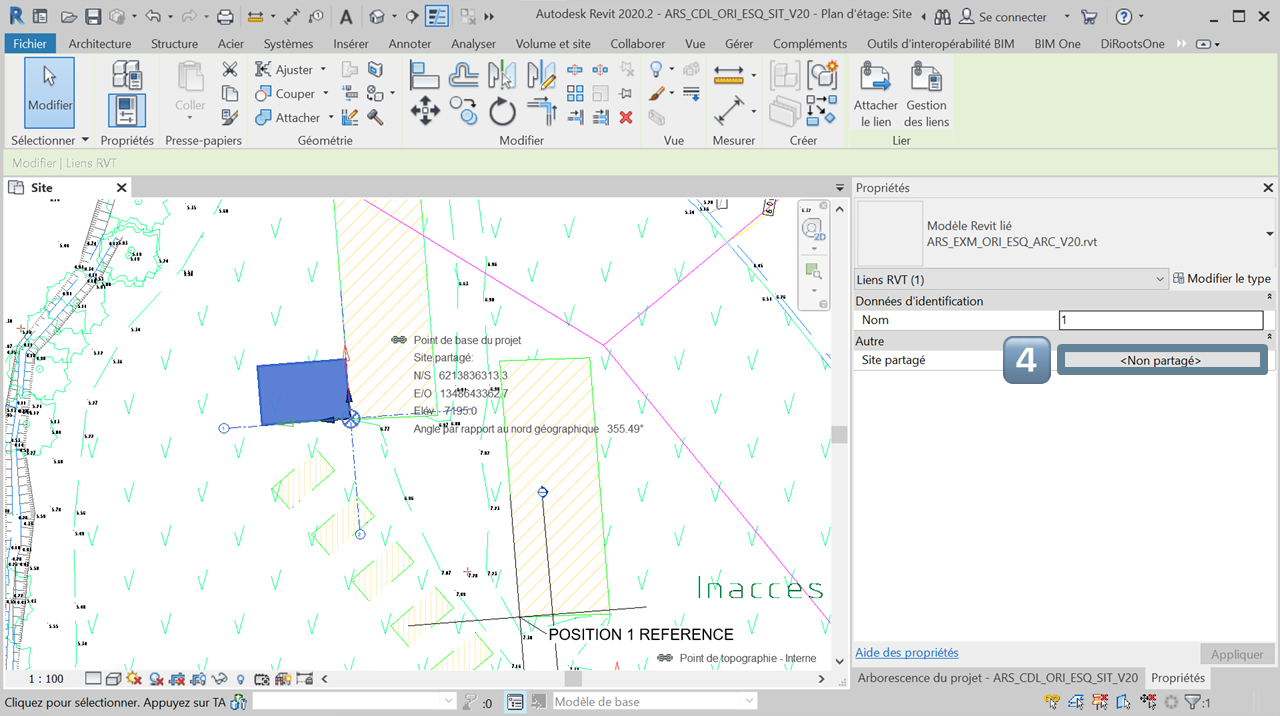 Autodesk Revit 2020.2 - ARS_CDL_ORI_ESQ_SIT_V20 - Plan d'étage: Site
Se connecter
Fichier Architecture Structure Acier Systèmes Insérer Annoter Analyser Volume et site Collaborer Vue Gérer Compléments Outils d'interopérabilité BIM BIM One DiRootsOne
Modifier
Coller
Ajuster
Couper
Attacher
Attacher le lien
Gestion des liens
Sélectionner Propriétés Presse-papiers Géométrie Modifier Vue Mesurer Créer Lier
Modifier | Liens RVT
Site
Point de base du projet
Site partagé:
N/S 6213836313.3
E/O 1348643362.7
Elév. 7195.0
Angle par rapport au nord géographique 355.49°
Inacces
POSITION 1 REFERENCE
Point de topographie - Interne
1
2
2D
Propriétés
Modèle Revit lié
ARS_EXM_ORI_ESQ_ARC_V20.rvt
Liens RVT (1)
Modifier le type
Données d'identification
Nom 1
Autre
Site partagé
4
<Non partagé>
Aide des propriétés
Appliquer
Arborescence du projet - ARS_CDL_ORI_ESQ_SIT_V20
Propriétés
1 : 100
Cliquez pour sélectionner. Appuyez sur TA
:0
Modèle de base
:1